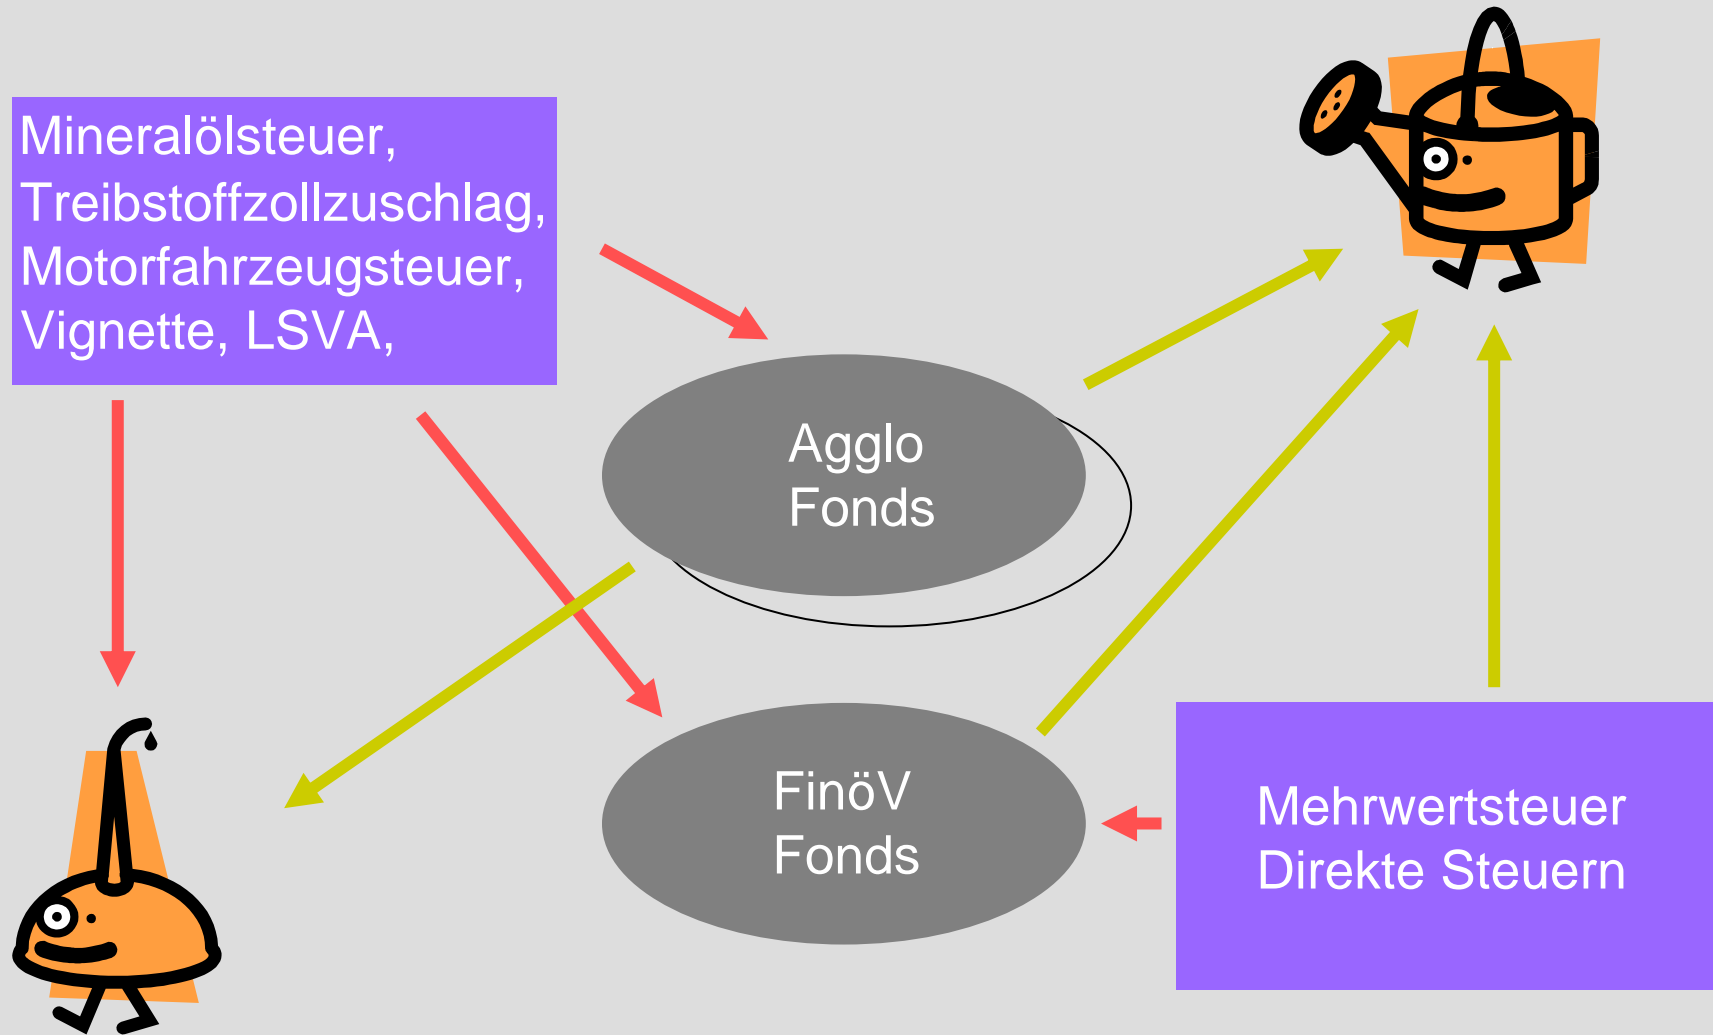 Mineralölsteuer,
Treibstoffzollzuschlag,
Motorfahrzeugsteuer,
Vignette, LSVA,
Agglo
Fonds
FinöV
Fonds
Mehrwertsteuer
Direkte Steuern